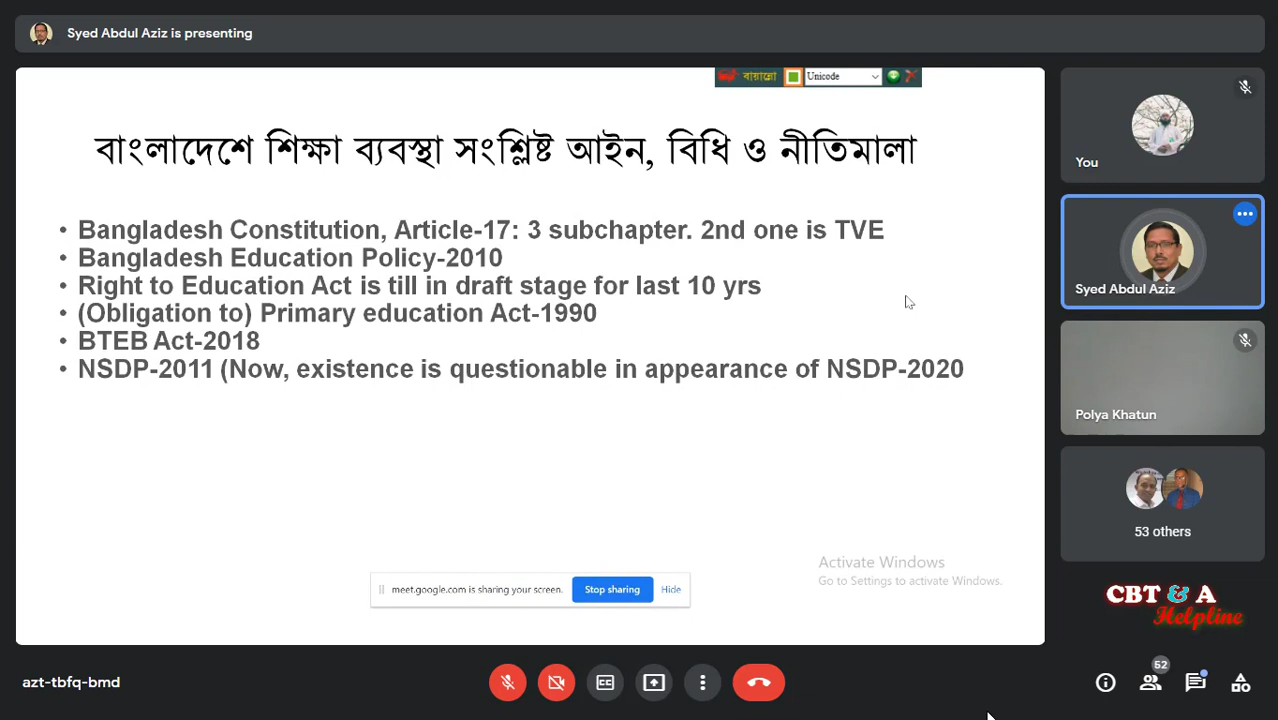 Syed Abdul Aziz is presenting
বায়ান্নো
Unicode
বাংলাদেশে শিক্ষা ব্যবস্থা সংশ্লিষ্ট আইন, বিধি ও নীতিমালা
• Bangladesh Constitution, Article-17: 3 subchapter. 2nd one is TVE
• Bangladesh Education Policy-2010
• Right to Education Act is till in draft stage for last 10 yrs
• (Obligation to) Primary education Act-1990
• BTEB Act-2018
• NSDP-2011 (Now, existence is questionable in appearance of NSDP-2020
Activate Windows
Go to Settings to activate Windows.
meet.google.com is sharing your screen.
Stop sharing
Hide
You
Syed Abdul Aziz
Polya Khatun
53 others
CBT & A
Helpline
azt-tbfq-bmd
CC
52